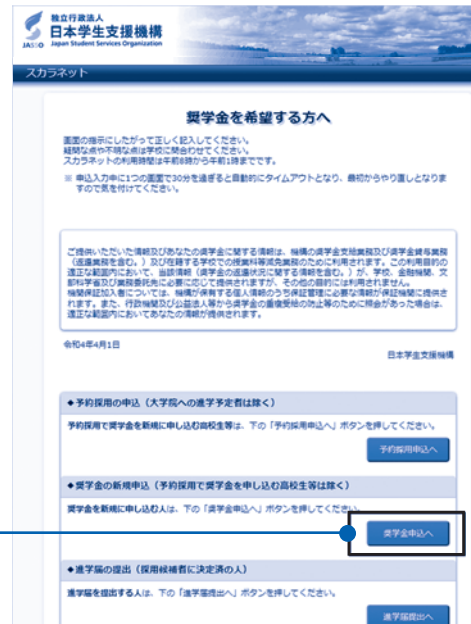 独立行政法人
日本学生支援機構
JASSO Japan Student Services Organization
スカラネット
奨学金を希望する方へ
画面の指示にしたがって正しく記入してください。
疑問な点や不明な点は学校に問合わせてください。
スカラネットの利用時間は午前8時から午前1時までです。
※ 申込入力中に1つの画面で30分を過ぎると自動的にタイムアウトとなり、最初からやり直しとなりま
すので気を付けてください。
ご提供いただいた情報及びあなたの奨学金に関する情報は、機構の奨学金支給業務及び奨学金貸与業務
（返還業務を含む。）及び在籍する学校での授業料等減免業務のために利用されます。この利用目的の
適正な範囲内において、当該情報（奨学金の返還状況に関する情報を含む。）が、学校、金融機関、文
部科学省及び業務委託先に必要に応じて提供されますが、その他の目的には利用されません。
機関保証加入者については、機構が保有する個人情報のうち保証管理に必要な情報が保証機関に提供さ
れます。また、行政機関及び公益法人等から奨学金の重複受給の防止等のために照会があった場合は、
適正な範囲内においてあなたの情報が提供されます。
令和4年4月1日
日本学生支援機構
◆予約採用の申込（大学院への進学予定者は除く）
予約採用で奨学金を新規に申し込む高校生等は、下の「予約採用申込へ」ボタンを押してください。
予約採用申込へ
◆奨学金の新規申込（予約採用で奨学金を申し込む高校生等は除く）
奨学金を新規に申し込む人は、下の「奨学金申込へ」ボタンを押してください。
奨学金申込へ
◆進学届の提出（採用候補者に決定済の人）
進学届を提出する人は、下の「進学届提出へ」ボタンを押してください。
進学届提出へ